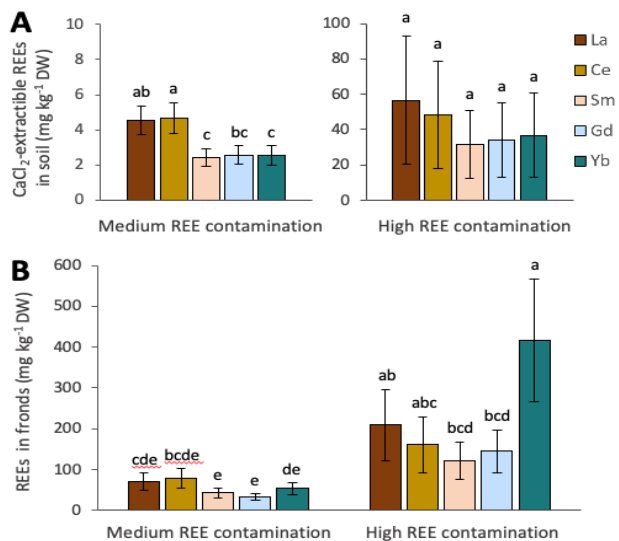 A
CaCl₂-extractible REEs
in soil (mg kg⁻¹ DW)
10
8
6
4
2
0
ab
a
c
bc
c
Medium REE contamination
100
80
60
40
20
0
a
a
a
a
a
High REE contamination
La
Ce
Sm
Gd
Yb
B
REEs in fronds (mg kg⁻¹ DW)
600
500
400
300
200
100
0
cde
bcde
e
e
de
ab
abc
bcd
bcd
a
Medium REE contamination
High REE contamination